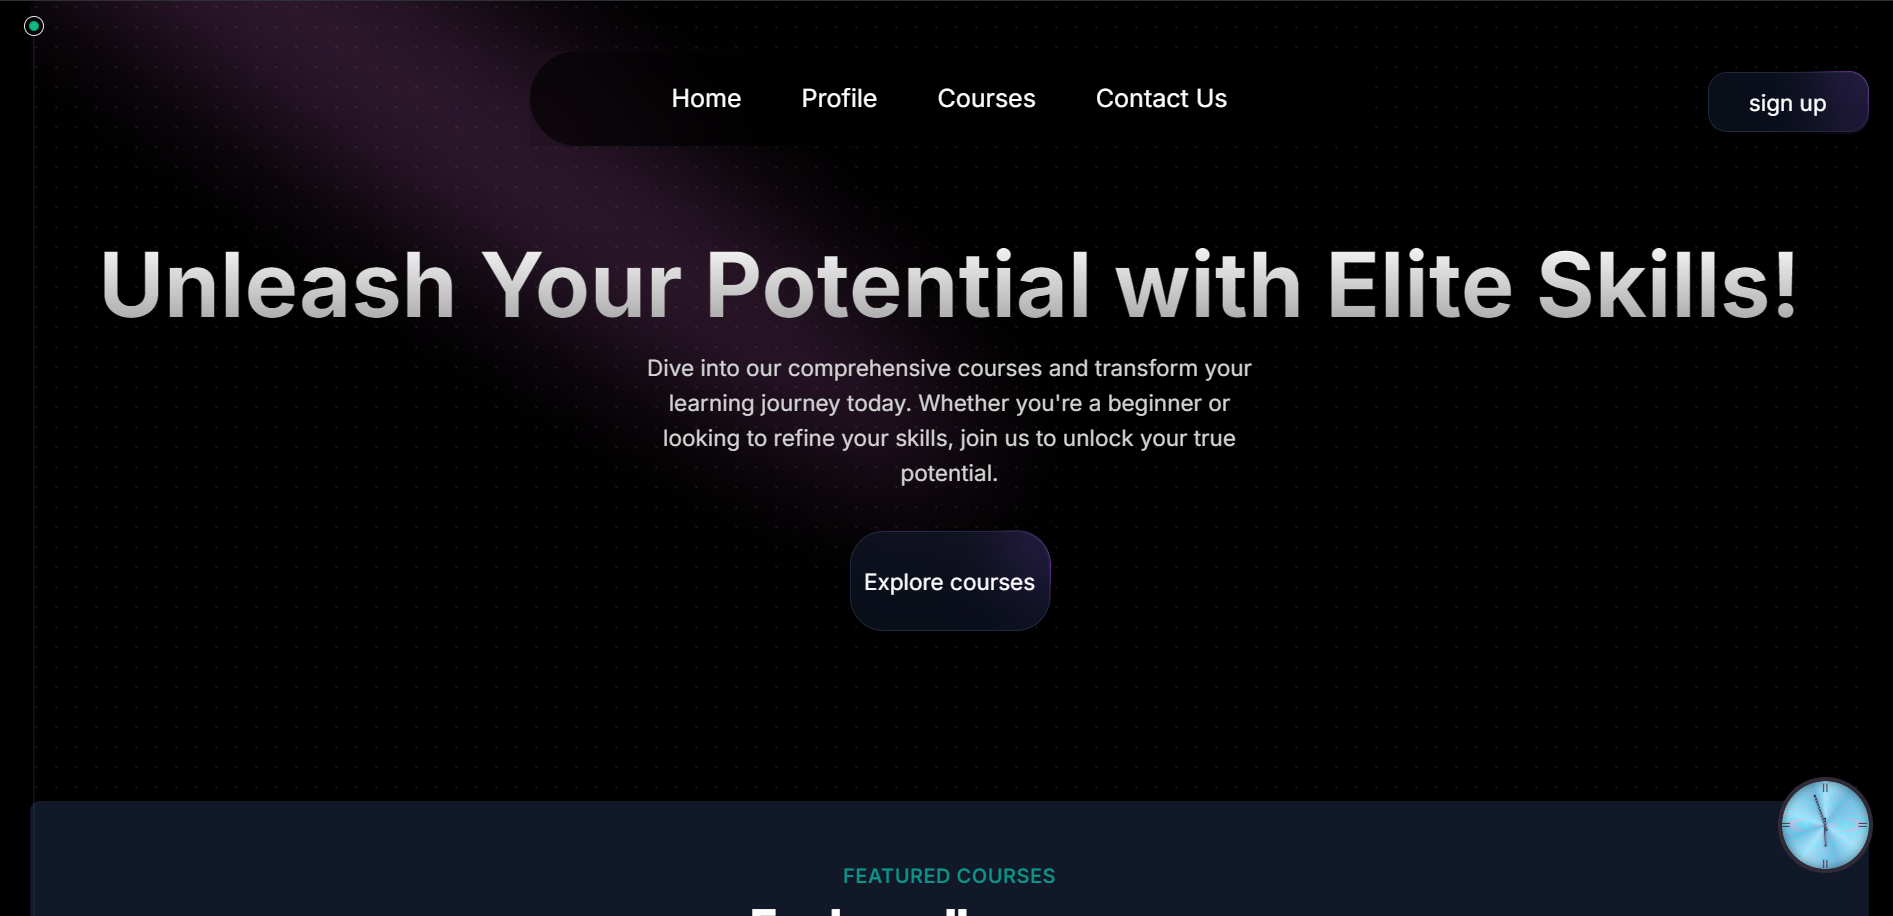 Home Profile Courses Contact Us
sign up
Unleash Your Potential with Elite Skills!
Dive into our comprehensive courses and transform your
learning journey today. Whether you're a beginner or
looking to refine your skills, join us to unlock your true
potential.
Explore courses
FEATURED COURSES